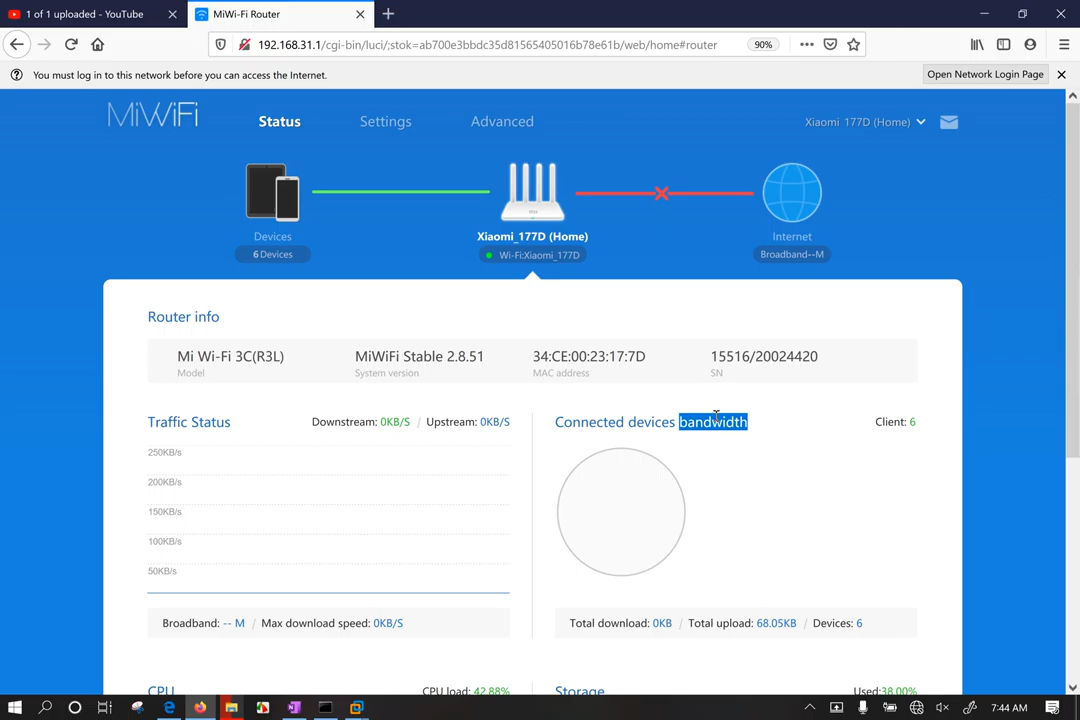 1 of 1 uploaded - YouTube
MiWi-Fi Router
192.168.31.1/cgi-bin/luci/;stok=ab700e3bbdc35d81565405016b78e61b/web/home#router
90%
You must log in to this network before you can access the Internet.
Open Network Login Page
MiWiFi
Status
Settings
Advanced
Xiaomi 177D (Home)
Devices
6 Devices
Xiaomi_177D (Home)
Wi-Fi:Xiaomi_177D
Internet
Broadband--M
Router info
Mi Wi-Fi 3C(R3L)
MiWiFi Stable 2.8.51
34:CE:00:23:17:7D
15516/20024420
Model
System version
MAC address
SN
Traffic Status
Downstream: 0KB/S / Upstream: 0KB/S
250KB/s
200KB/s
150KB/s
100KB/s
50KB/s
Broadband: -- M / Max download speed: 0KB/S
Connected devices bandwidth
Client: 6
Total download: 0KB / Total upload: 68.05KB / Devices: 6
CPU
CPU load: 42.88%
Storage
Used:38.00%
7:44 AM